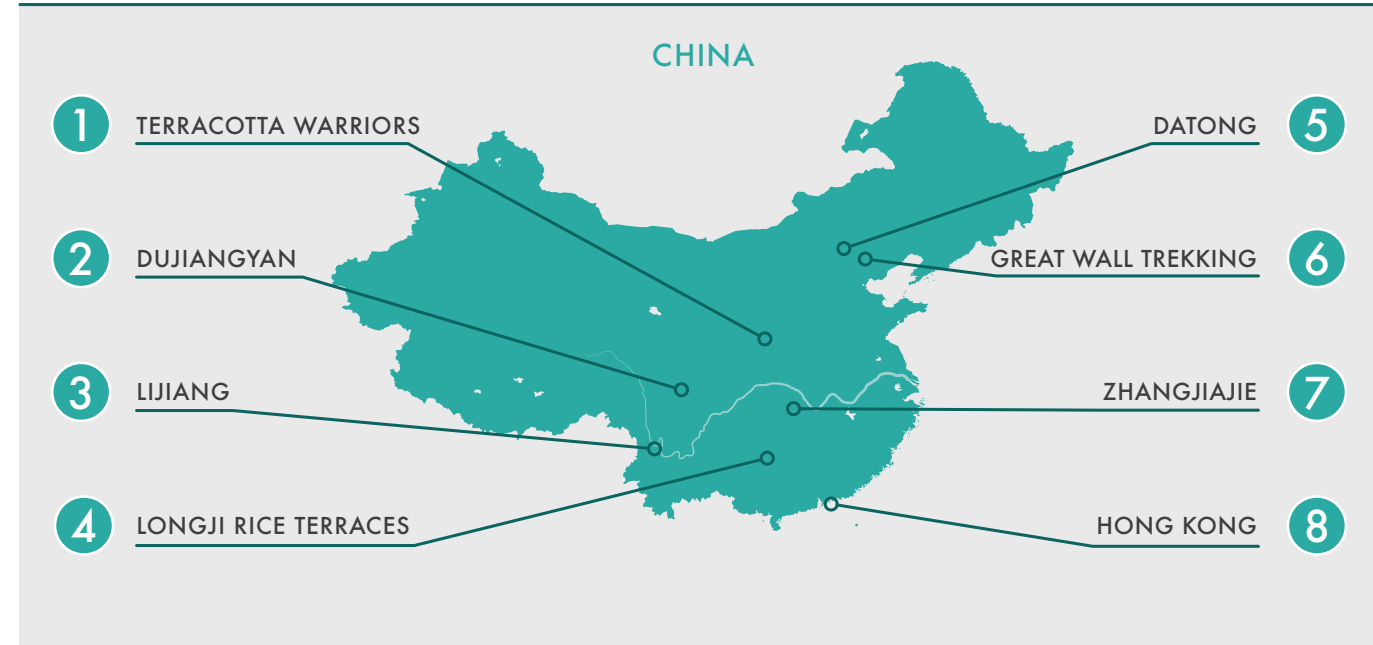 CHINA
1 TERRACOTTA WARRIORS
2 DUJIANGYAN
3 LIJIANG
4 LONGJI RICE TERRACES
DATONG 5
GREAT WALL TREKKING 6
ZHANGJIAJIE 7
HONG KONG 8